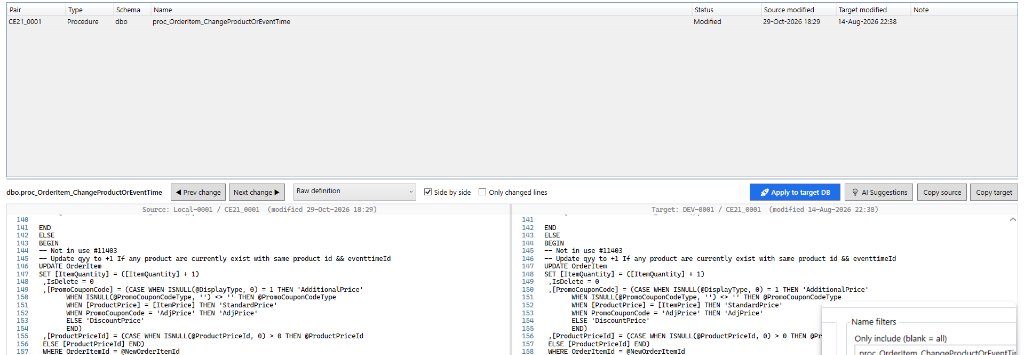 Pair Type Schema Name Status Source modified Target modified Note
CE21_0001 Procedure dbo proc_OrderItem_ChangeProductOrEventTime Modified 29-Oct-2026 18:29 14-Aug-2026 22:38
dbo.proc_OrderItem_ChangeProductOrEventTime ◀ Prev change Next change ▶ Raw definition Side by side Only changed lines Apply to target DB AI Suggestions Copy source Copy target
Source: Local-0001 / CE21_0001 (modified 29-Oct-2026 18:29)
140
141 END
142 ELSE
143 BEGIN
144 -- Not in use #11403
145 -- Update qyy to +1 If any product are currently exist with same product id && eventtimeId
146 UPDATE OrderItem
147 SET [ItemQuantity] = ([ItemQuantity] + 1)
148 ,IsDelete = 0
149 ,[PromoCouponCode] = (CASE WHEN ISNULL(@DisplayType, 0) = 1 THEN 'AdditionalPrice'
150 WHEN ISNULL(@PromoCouponCodeType, '') <> '' THEN @PromoCouponCodeType
151 WHEN [ProductPrice] = [ItemPrice] THEN 'StandardPrice'
152 WHEN PromoCouponCode = 'AdjPrice' THEN 'AdjPrice'
153 ELSE 'DiscountPrice'
154 END)
155 ,[ProductPriceId] = (CASE WHEN ISNULL(@ProductPriceId, 0) > 0 THEN @ProductPriceId
156 ELSE [ProductPriceId] END)
157 WHERE OrderItemId = @NewOrderItemId
Target: DEV-0001 / CE21_0001 (modified 14-Aug-2026 22:38)
141
142 END
143 ELSE
144 BEGIN
145 -- Not in use #11403
146 -- Update qyy to +1 If any product are currently exist with same product id && eventtimeId
147 UPDATE OrderItem
148 SET [ItemQuantity] = ([ItemQuantity] + 1)
149 ,IsDelete = 0
150 ,[PromoCouponCode] = (CASE WHEN ISNULL(@DisplayType, 0) = 1 THEN 'AdditionalPrice'
151 WHEN ISNULL(@PromoCouponCodeType, '') <> '' THEN @PromoCouponCodeType
152 WHEN [ProductPrice] = [ItemPrice] THEN 'StandardPrice'
153 WHEN PromoCouponCode = 'AdjPrice' THEN 'AdjPrice'
154 ELSE 'DiscountPrice'
155 END)
156 ,[ProductPriceId] = (CASE WHEN ISNULL(@ProductPriceId, 0) > 0
157 ELSE [ProductPriceId] END)
158 WHERE OrderItemId = @NewOrderItemId
Name filters
Only include (blank = all)
proc_OrderItem_ChangeProductOrEventTim